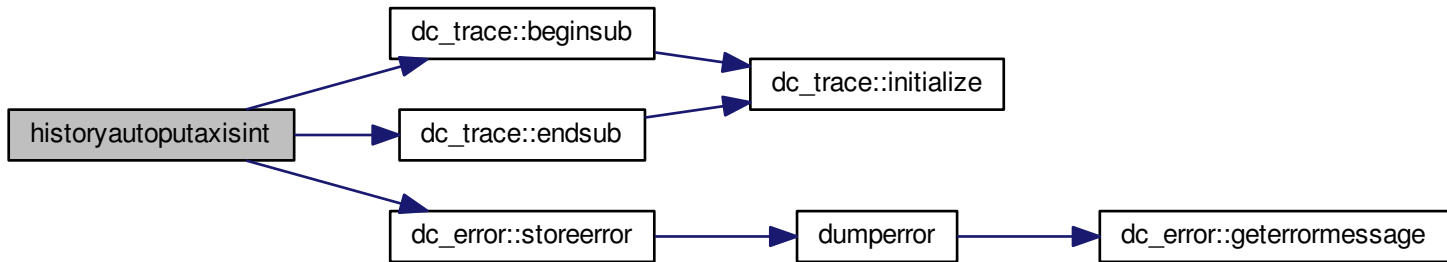 historyautoputaxisint
dc_trace::beginsub
dc_trace::endsub
dc_trace::initialize
dc_error::storeerror
dumperror
dc_error::geterrormessage